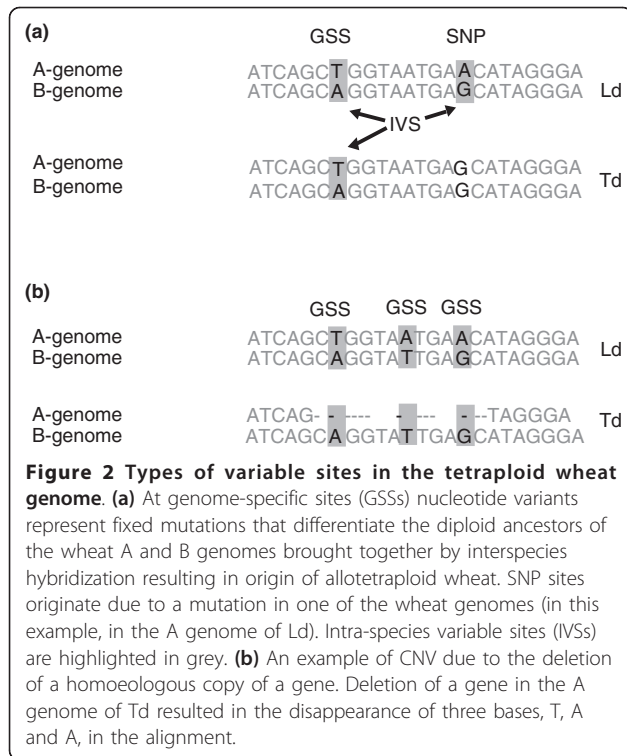 (a)
GSS SNP
A-genome ATCAGCTGGTAATGAACATAGGGA
B-genome ATCAGCAGGTAATGAGCATAGGGA Ld
IVS
A-genome ATCAGCTGGTAATGAGCATAGGGA
B-genome ATCAGCAGGTAATGAGCATAGGGA Td
(b)
GSS GSS GSS
A-genome ATCAGCTGGTAATGAACATAGGGA
B-genome ATCAGCAGGTATTGAGCATAGGGA Ld
A-genome ATCAG- - ---- - --- - --TAGGGA
B-genome ATCAGCAGGTATTGAGCATAGGGA Td
Figure 2 Types of variable sites in the tetraploid wheat
genome. (a) At genome-specific sites (GSSs) nucleotide variants
represent fixed mutations that differentiate the diploid ancestors of
the wheat A and B genomes brought together by interspecies
hybridization resulting in origin of allotetraploid wheat. SNP sites
originate due to a mutation in one of the wheat genomes (in this
example, in the A genome of Ld). Intra-species variable sites (IVSs)
are highlighted in grey. (b) An example of CNV due to the deletion
of a homoeologous copy of a gene. Deletion of a gene in the A
genome of Td resulted in the disappearance of three bases, T, A
and A, in the alignment.